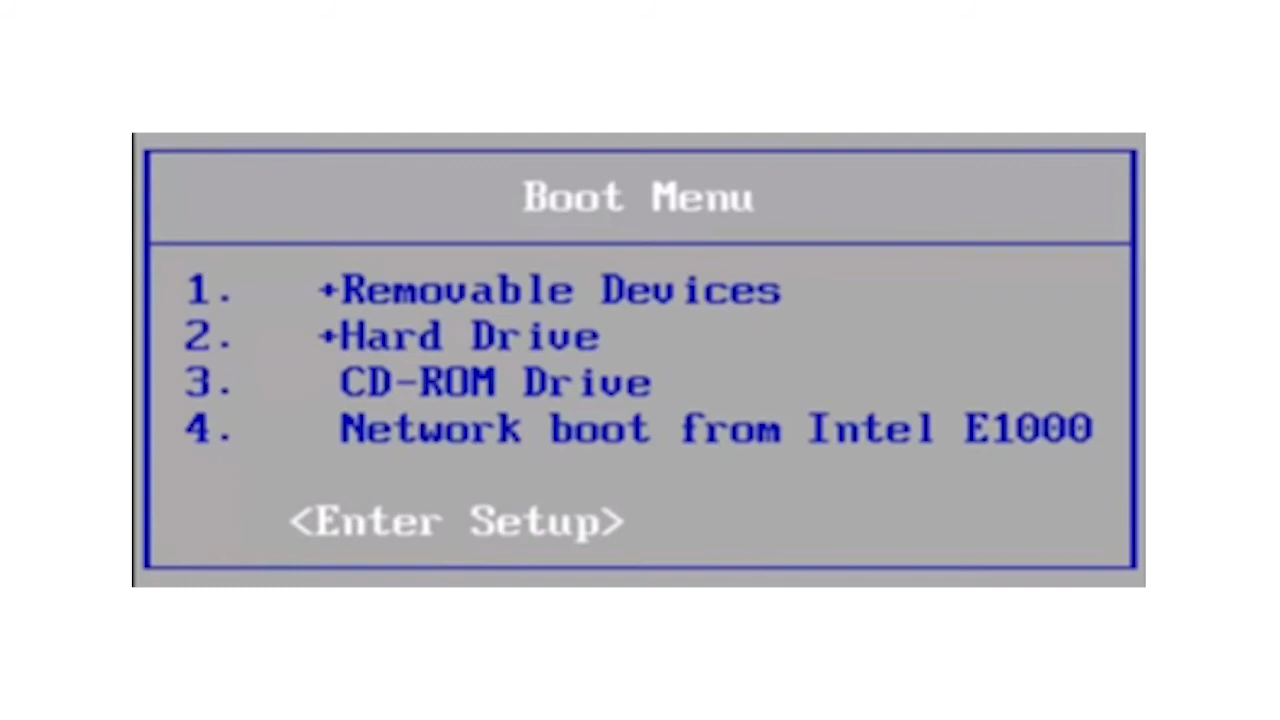 Boot Menu
1. +Removable Devices
2. +Hard Drive
3. CD-ROM Drive
4. Network boot from Intel E1000
<Enter Setup>